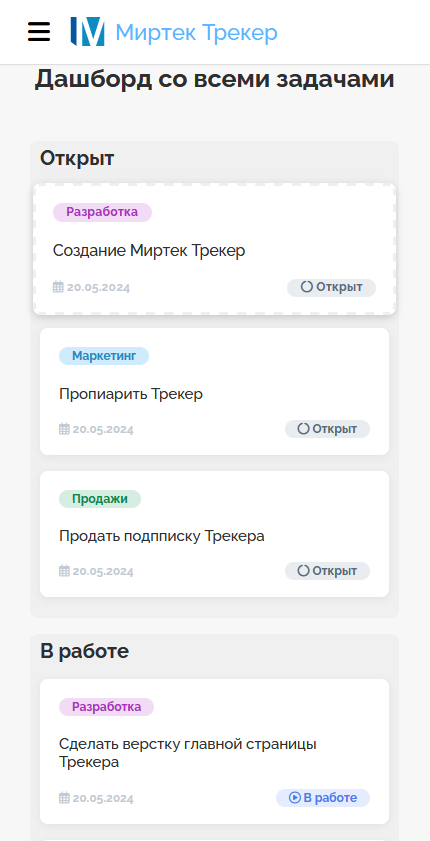 Миртек Трекер
Дашборд со всеми задачами
Открыт
Разработка
Создание Миртек Трекер
20.05.2024
Открыт
Маркетинг
Пропиарить Трекер
20.05.2024
Открыт
Продажи
Продать подпписку Трекера
20.05.2024
Открыт
В работе
Разработка
Сделать верстку главной страницы
Трекера
20.05.2024
В работе